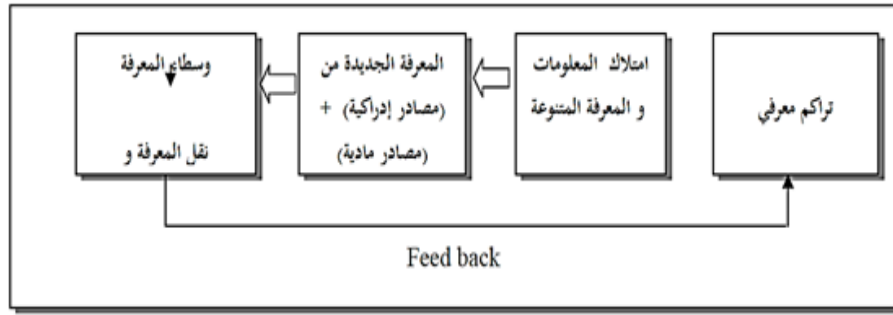 تراكم معرفي
امتلاك المعلومات
و المعرفة المتنوعة
المعرفة الجديدة من
(مصادر إدراكية) +
(مصادر مادية)
وسطاء المعرفة
نقل المعرفة و
Feed back